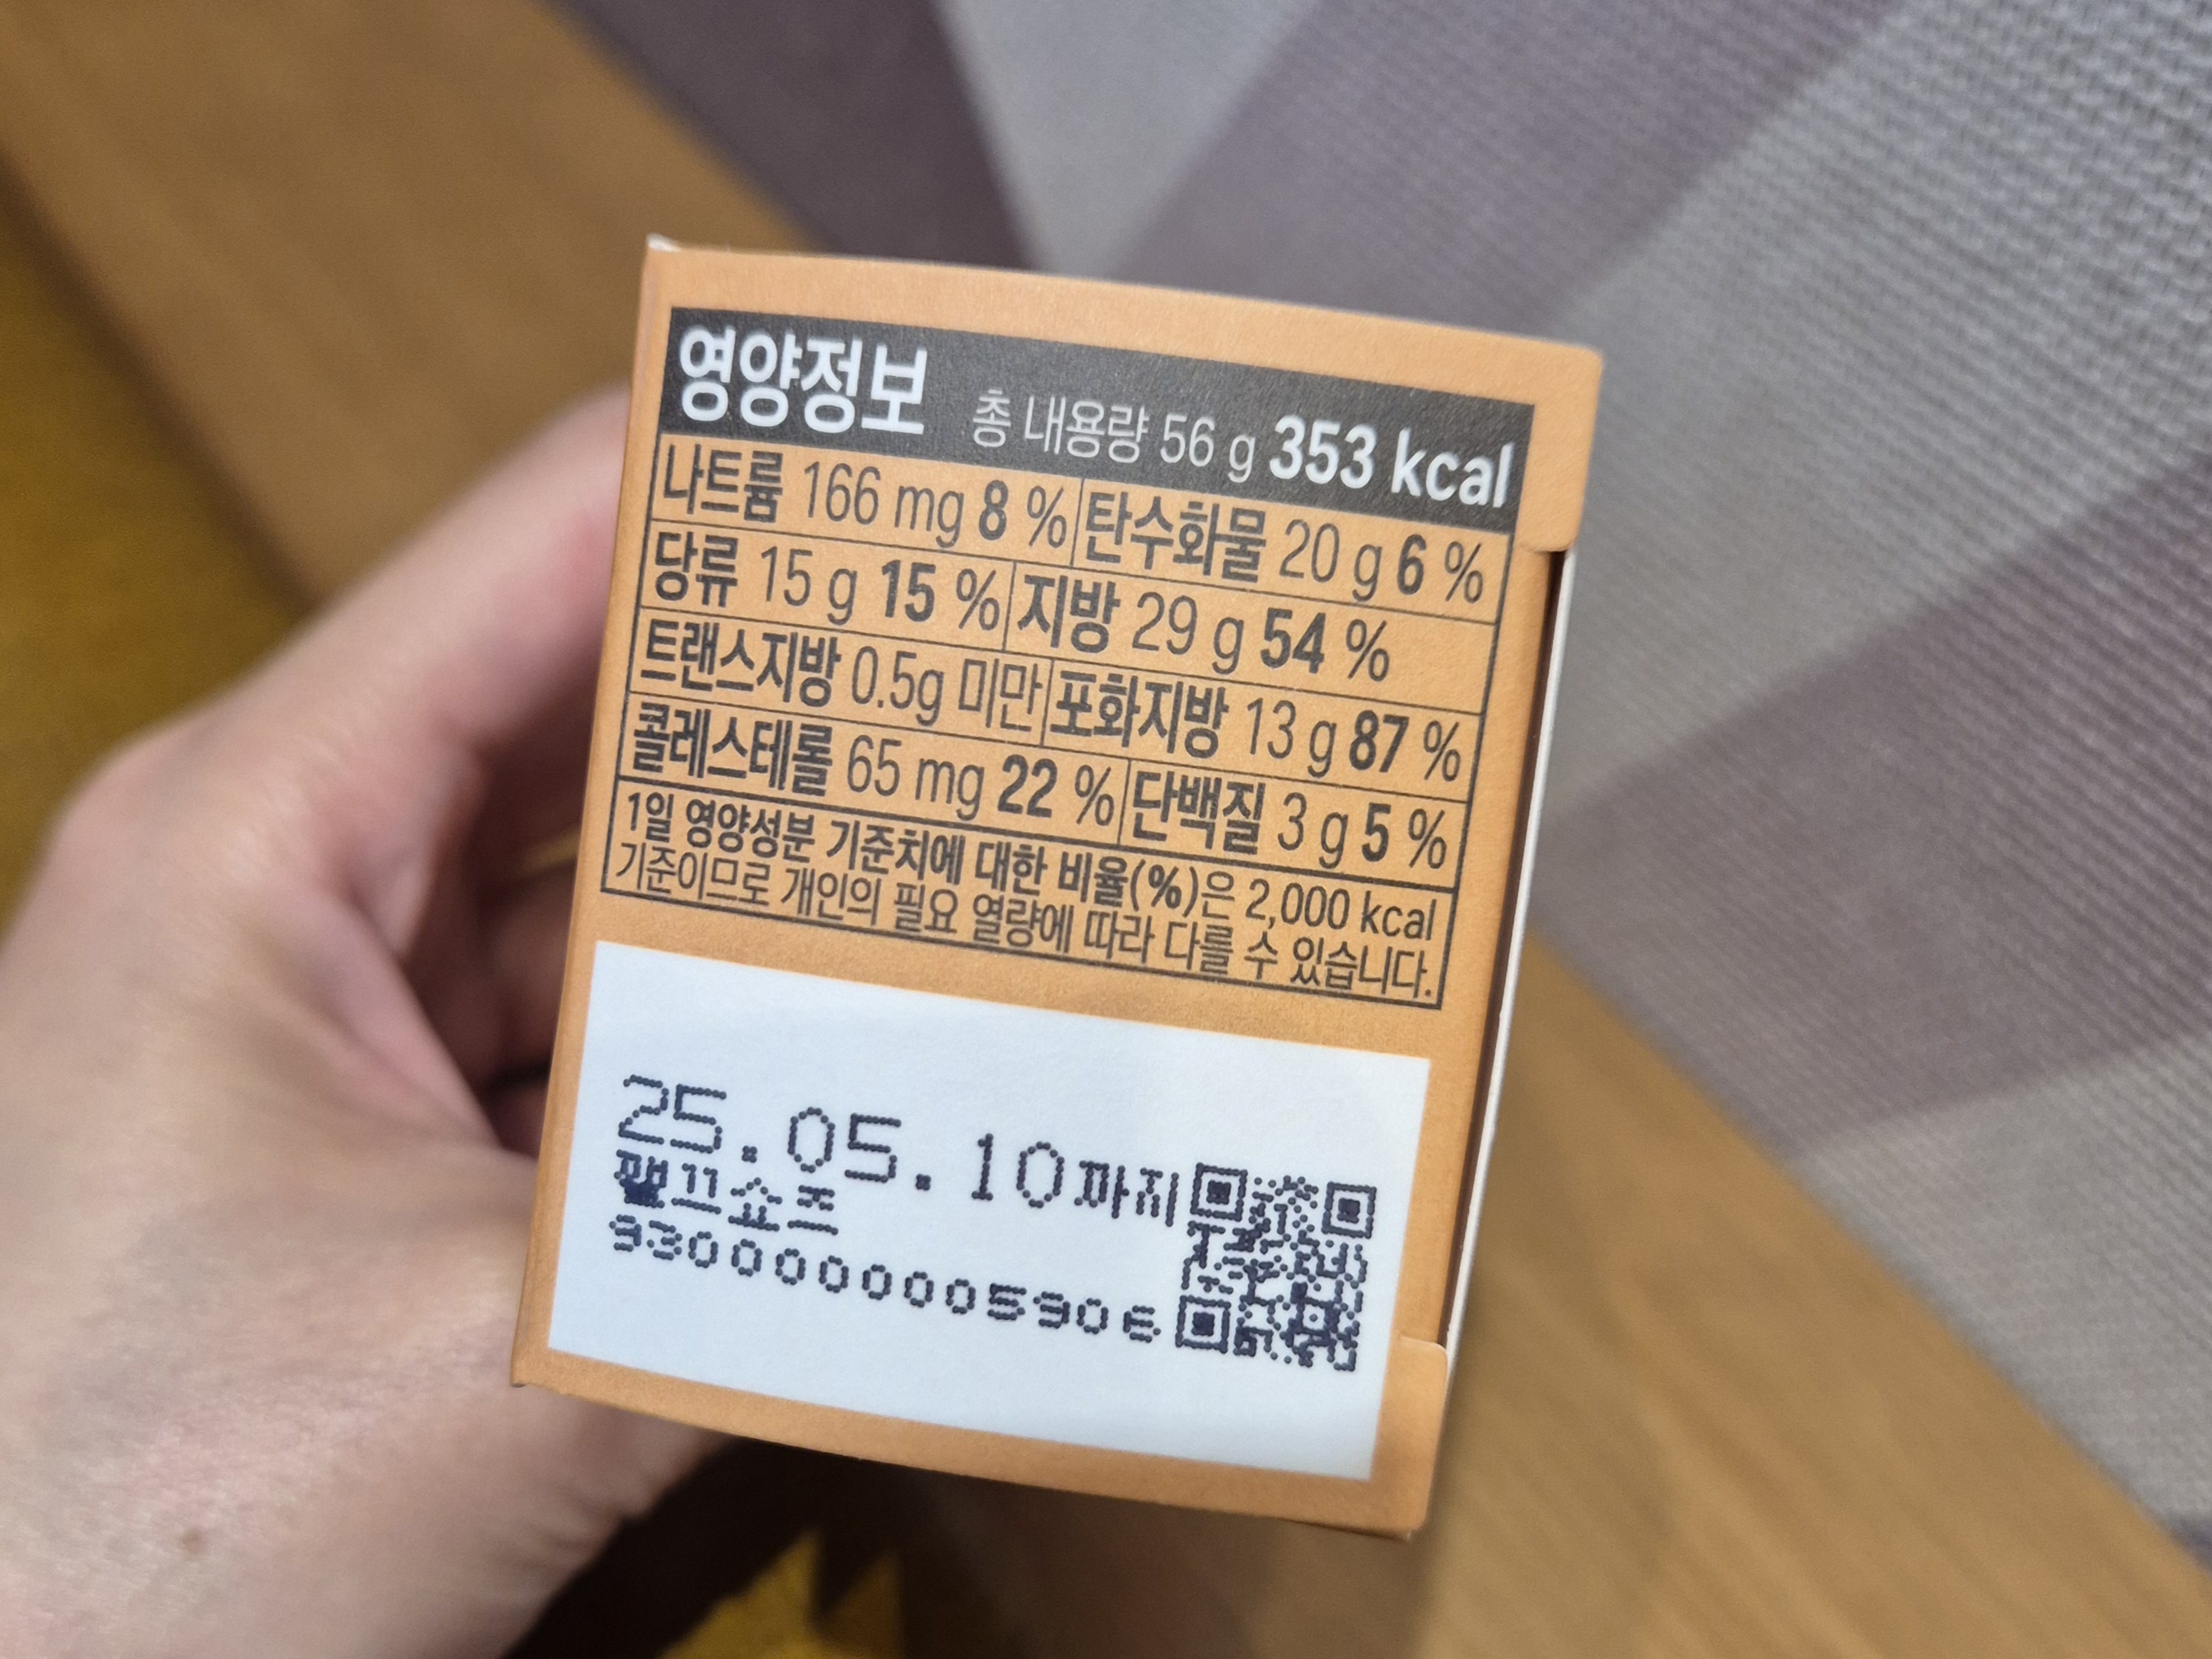 영양정보 총 내용량 56 g 353 kcal
나트륨 166 mg 8 % 탄수화물 20 g 6 %
당류 15 g 15 % 지방 29 g 54 %
트랜스지방 0.5g 미만 포화지방 13 g 87 %
콜레스테롤 65 mg 22 % 단백질 3 g 5 %
1일 영양성분 기준치에 대한 비율(%)은 2,000 kcal
기준이므로 개인의 필요 열량에 따라 다를 수 있습니다.
25.05.10까지